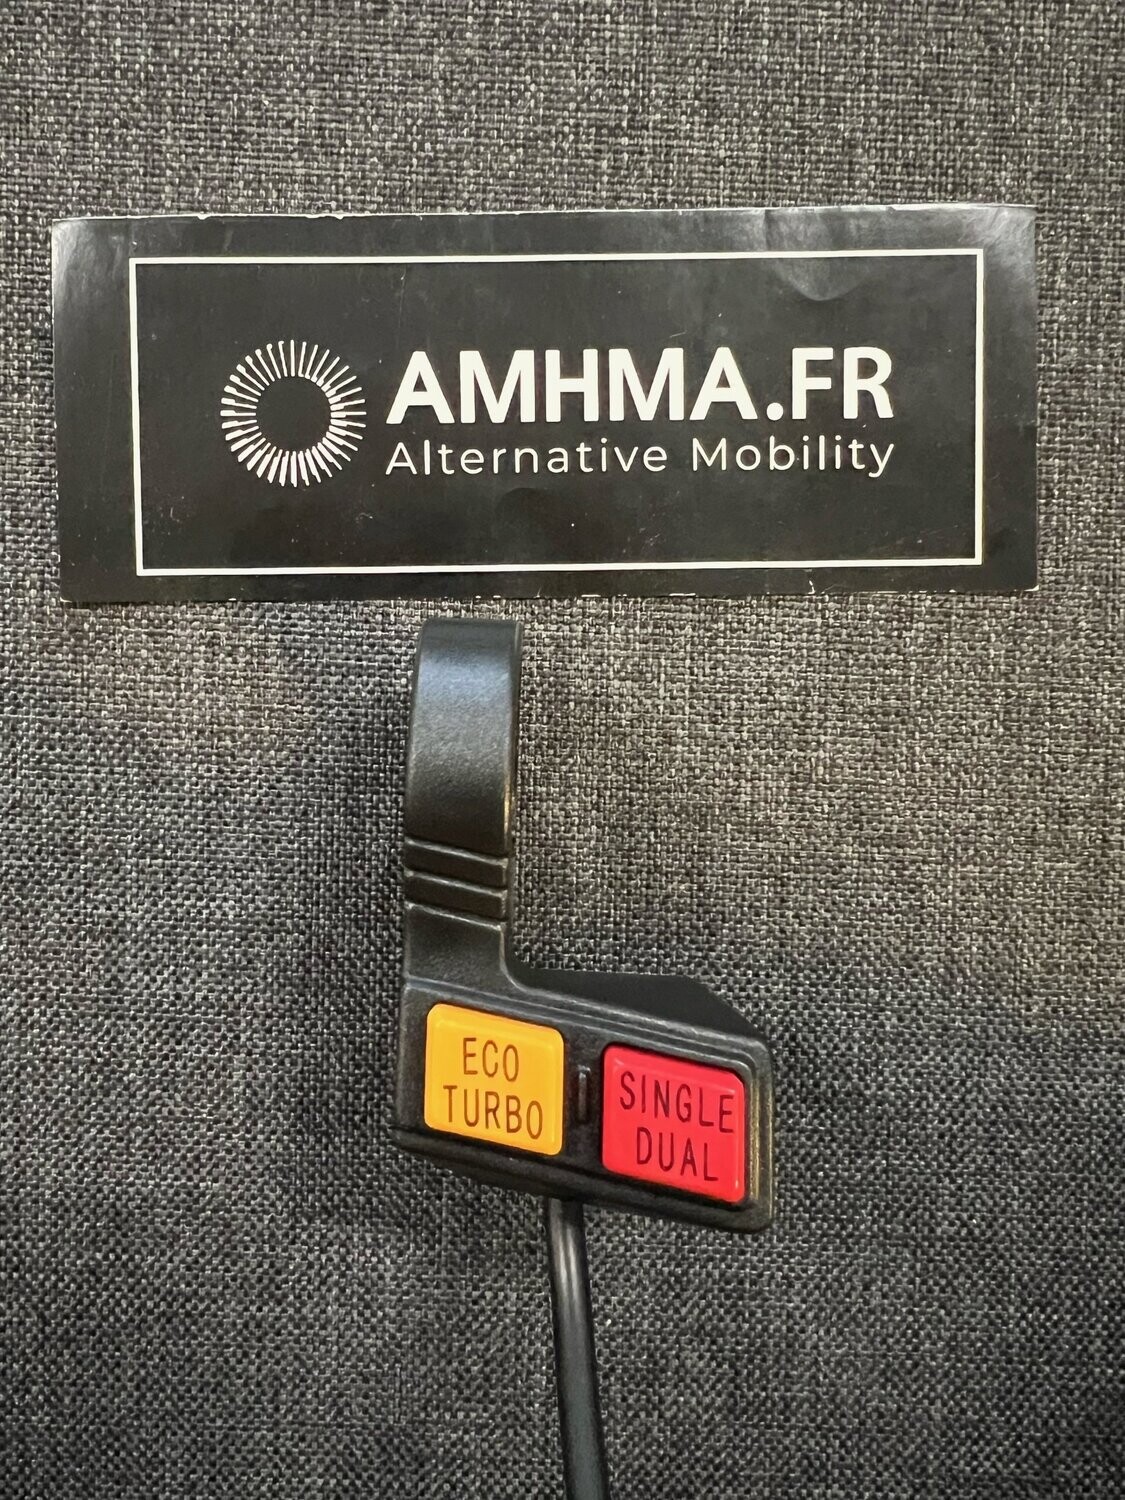 AMHMA.FR
Alternative Mobility
ECO
TURBO
SINGLE
DUAL